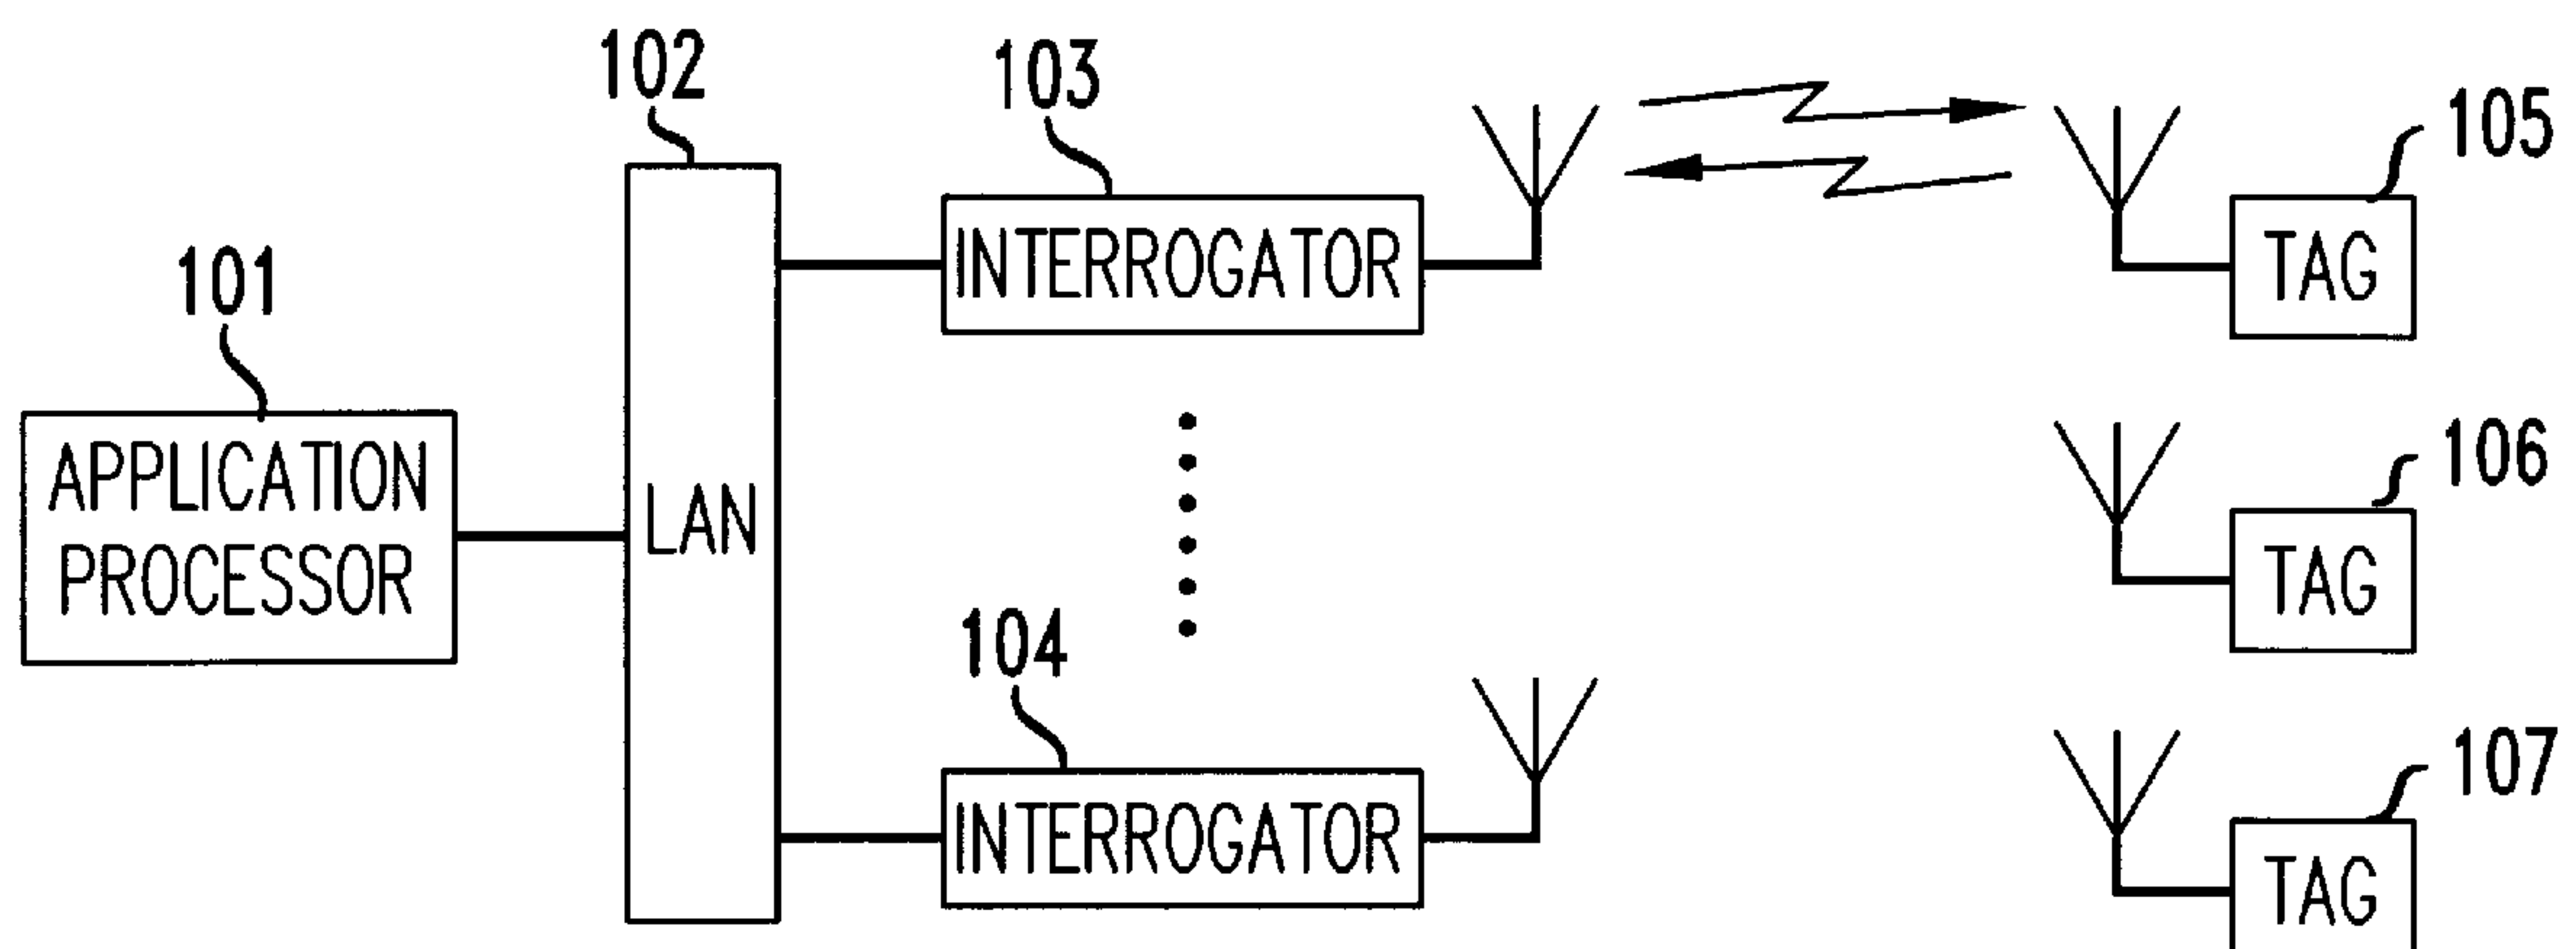 102
103
105
101
INTERROGATOR
TAG
APPLICATION
PROCESSOR
LAN
106
TAG
104
107
INTERROGATOR
TAG